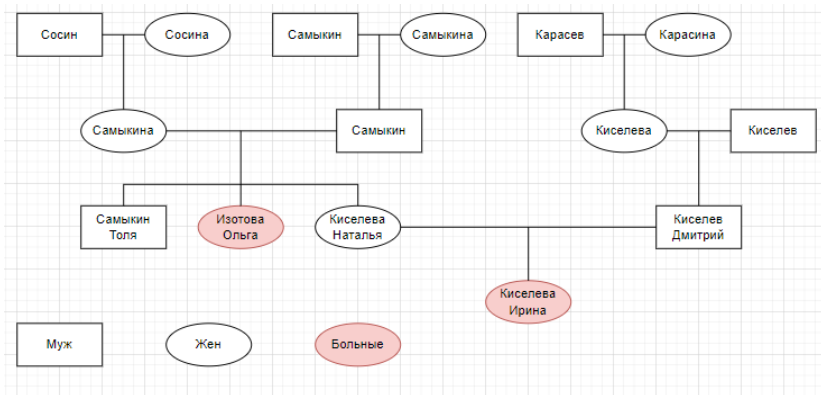 Сосин
Сосина
Самыкин
Самыкина
Карасев
Карасина
Самыкина
Самыкин
Киселева
Киселев
Самыкин
Толя
Изотова
Ольга
Киселева
Наталья
Киселев
Дмитрий
Киселева
Ирина
Муж
Жен
Больные